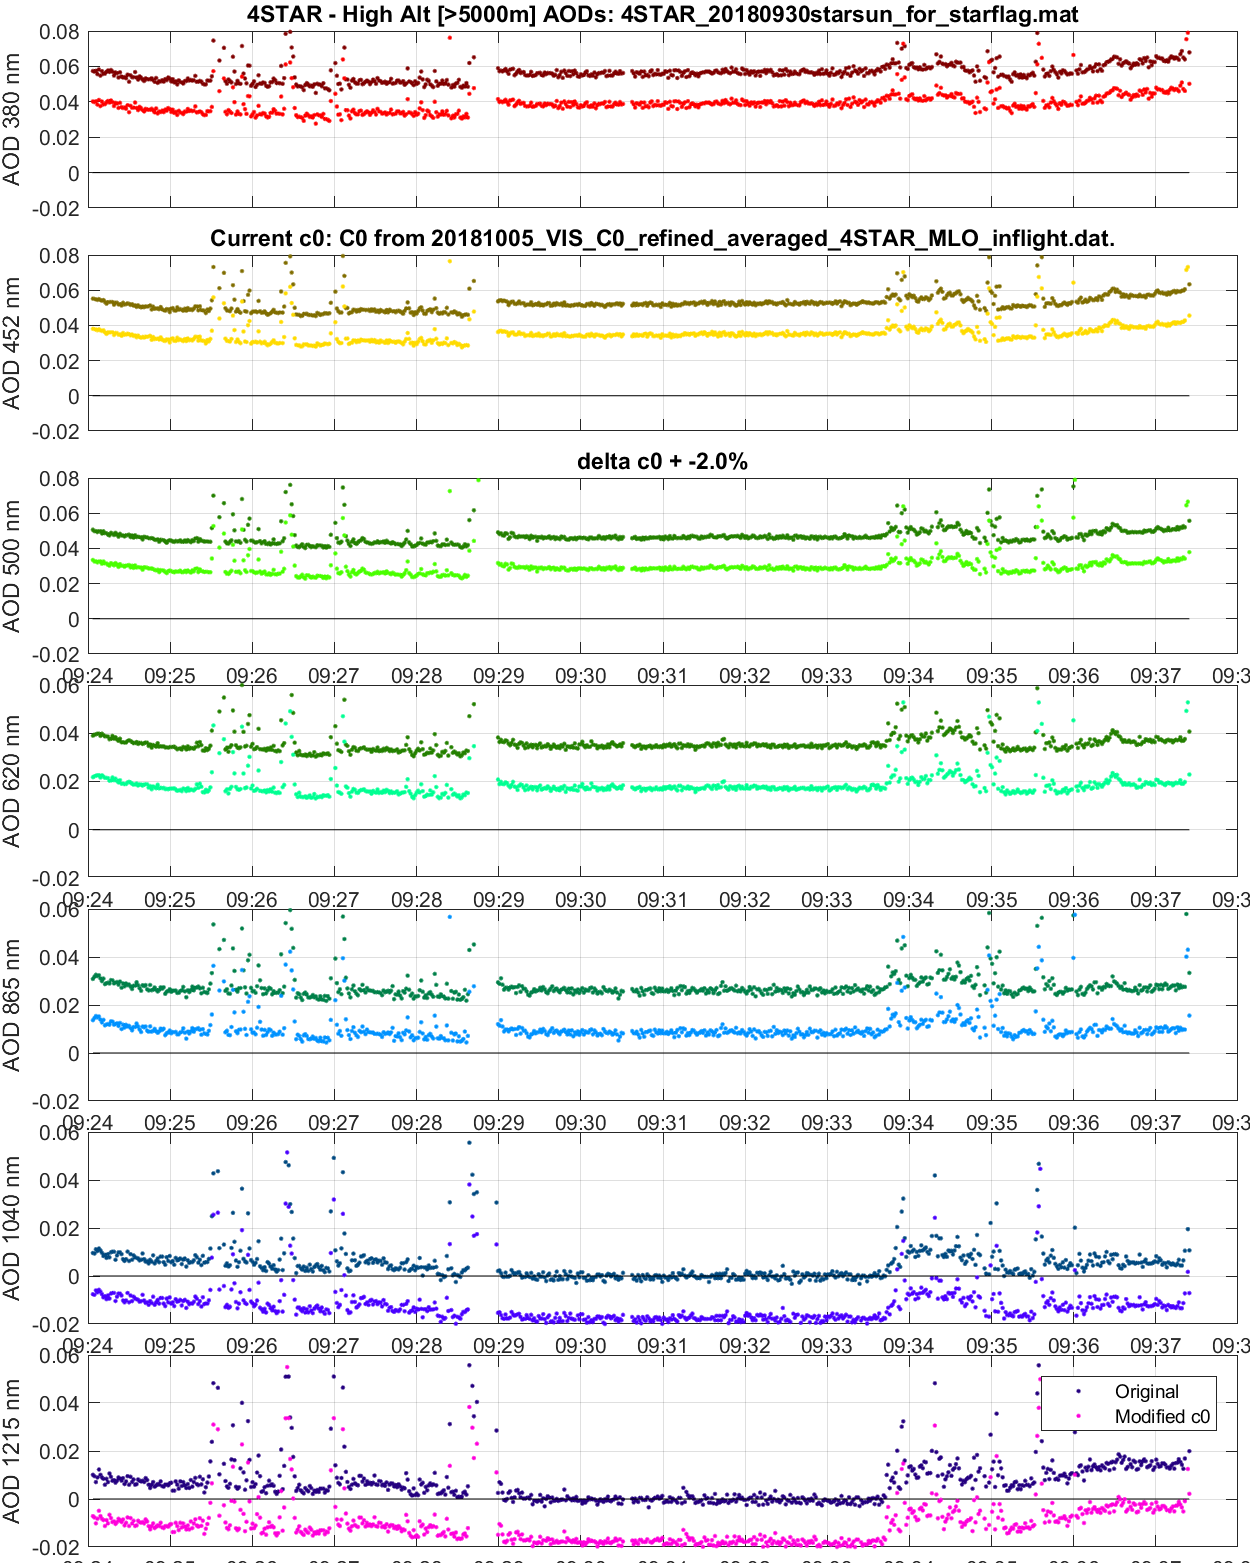 4STAR - High Alt [>5000m] AODs: 4STAR_20180930starsun_for_starflag.mat
0.08
0.06
0.04
0.02
0
-0.02
AOD 380 nm
Current c0: C0 from 20181005_VIS_C0_refined_averaged_4STAR_MLO_inflight.dat.
0.08
0.06
0.04
0.02
0
-0.02
AOD 452 nm
delta c0 + -2.0%
0.08
0.06
0.04
0.02
0
-0.02
AOD 500 nm
09:24 09:25 09:26 09:27 09:28 09:29 09:30 09:31 09:32 09:33 09:34 09:35 09:36 09:37 09:3
0.06
0.04
0.02
0
-0.02
AOD 620 nm
09:24 09:25 09:26 09:27 09:28 09:29 09:30 09:31 09:32 09:33 09:34 09:35 09:36 09:37 09:3
0.06
0.04
0.02
0
-0.02
AOD 865 nm
09:24 09:25 09:26 09:27 09:28 09:29 09:30 09:31 09:32 09:33 09:34 09:35 09:36 09:37 09:3
0.06
0.04
0.02
0
-0.02
AOD 1040 nm
09:24 09:25 09:26 09:27 09:28 09:29 09:30 09:31 09:32 09:33 09:34 09:35 09:36 09:37 09:3
0.06
0.04
0.02
0
-0.02
AOD 1215 nm
Original
Modified c0